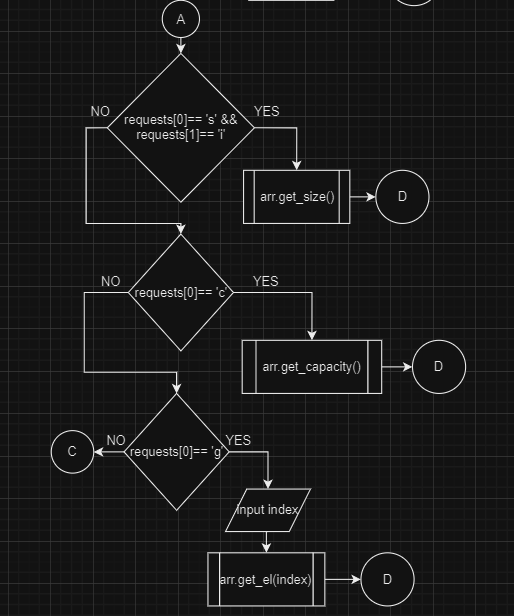 A
NO
YES
requests[0]== 's' &&
requests[1]== 'i'
arr.get_size()
D
NO
YES
requests[0]== 'c'
arr.get_capacity()
D
C
NO
YES
requests[0]== 'g'
Input index
arr.get_el(index)
D